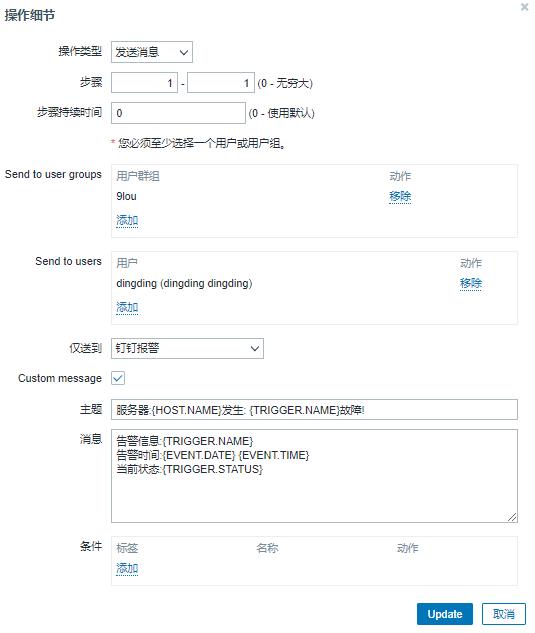 操作细节
操作类型 发送消息
步骤 1 - 1 (0 - 无穷大)
步骤持续时间 0 (0 - 使用默认)
* 您必须至少选择一个用户或用户组。
Send to user groups 用户群组 动作
9lou 移除
添加
Send to users 用户 动作
dingding (dingding dingding) 移除
添加
仅送到 钉钉报警
Custom message
主题 服务器:{HOST.NAME}发生: {TRIGGER.NAME}故障!
消息 告警信息:{TRIGGER.NAME}
告警时间:{EVENT.DATE} {EVENT.TIME}
当前状态:{TRIGGER.STATUS}
条件 标签 名称 动作
添加
Update 取消